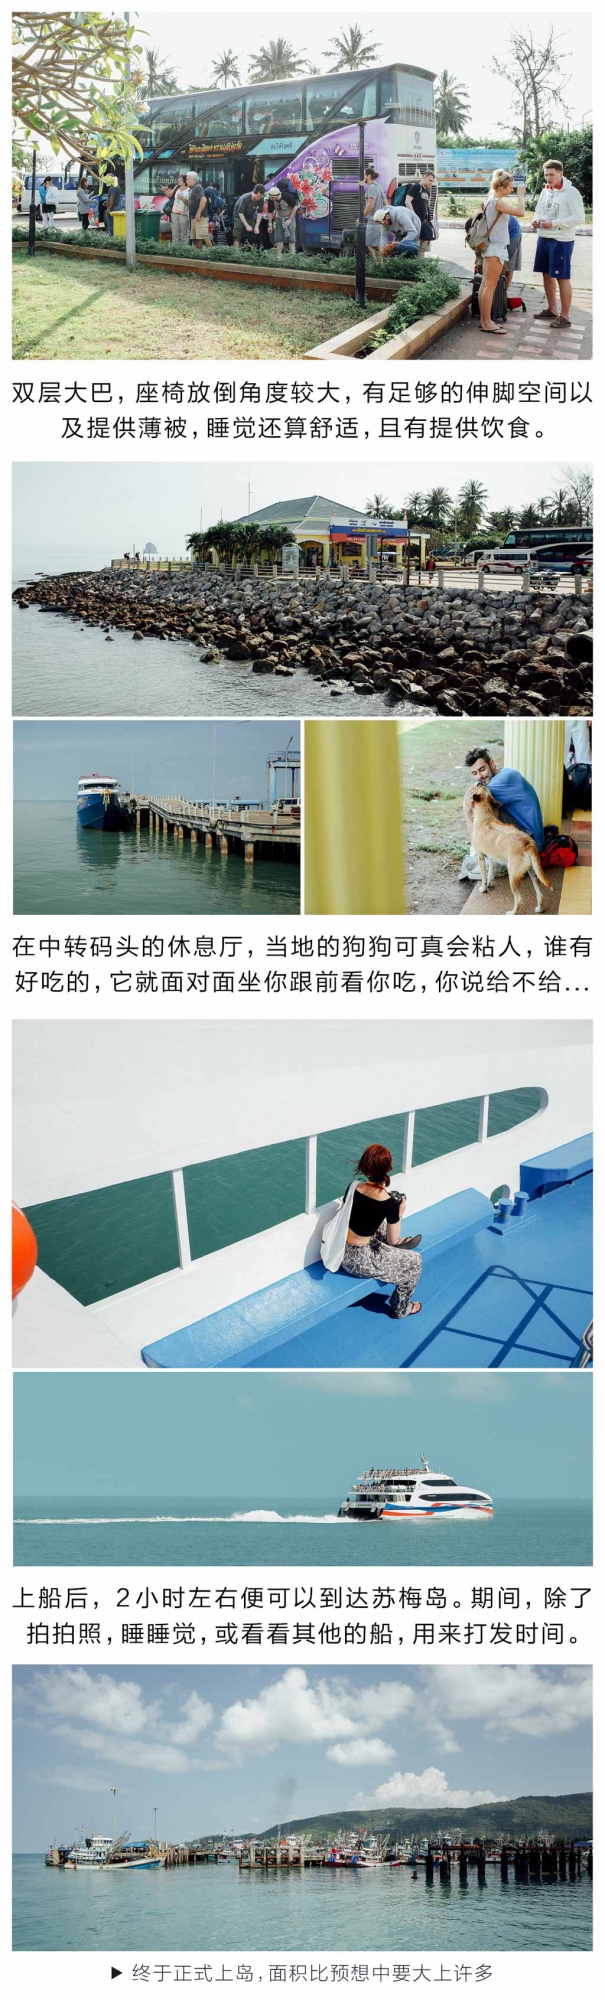 双层大巴，座椅放倒角度较大，有足够的伸脚空间以
及提供薄被，睡觉还算舒适，且有提供饮食。
在中转码头的休息厅，当地的狗狗可真会粘人，谁有
好吃的，它就面对面坐你跟前看你吃，你说给不给...
上船后，2小时左右便可以到达苏梅岛。期间，除了
拍拍照，睡睡觉，或看看其他的船，用来打发时间。
▶ 终于正式上岛，面积比预想中要大上许多